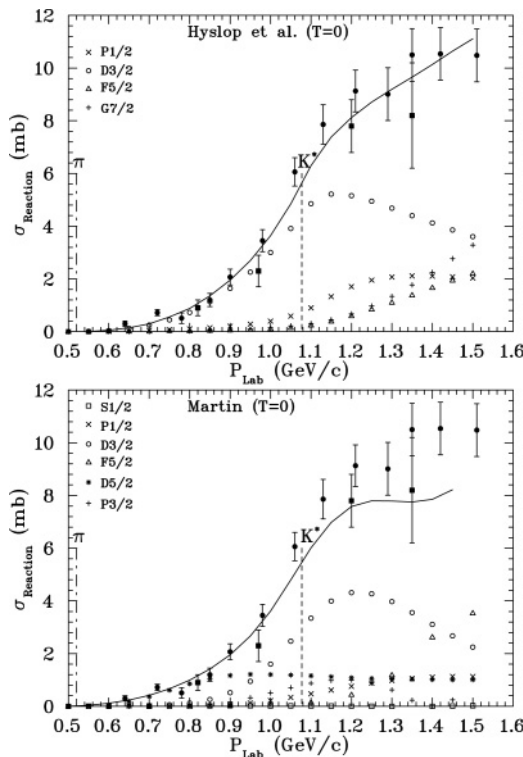 Hyslop et al. (T=0)
× P1/2
○ D3/2
△ F5/2
+ G7/2
π
K*
σReaction (mb)
12
10
8
6
4
2
0
0.5 0.6 0.7 0.8 0.9 1.0 1.1 1.2 1.3 1.4 1.5 1.6
PLab (GeV/c)
Martin (T=0)
□ S1/2
× P1/2
○ D3/2
△ F5/2
* D5/2
+ P3/2
π
K*
σReaction (mb)
12
10
8
6
4
2
0
0.5 0.6 0.7 0.8 0.9 1.0 1.1 1.2 1.3 1.4 1.5 1.6
PLab (GeV/c)